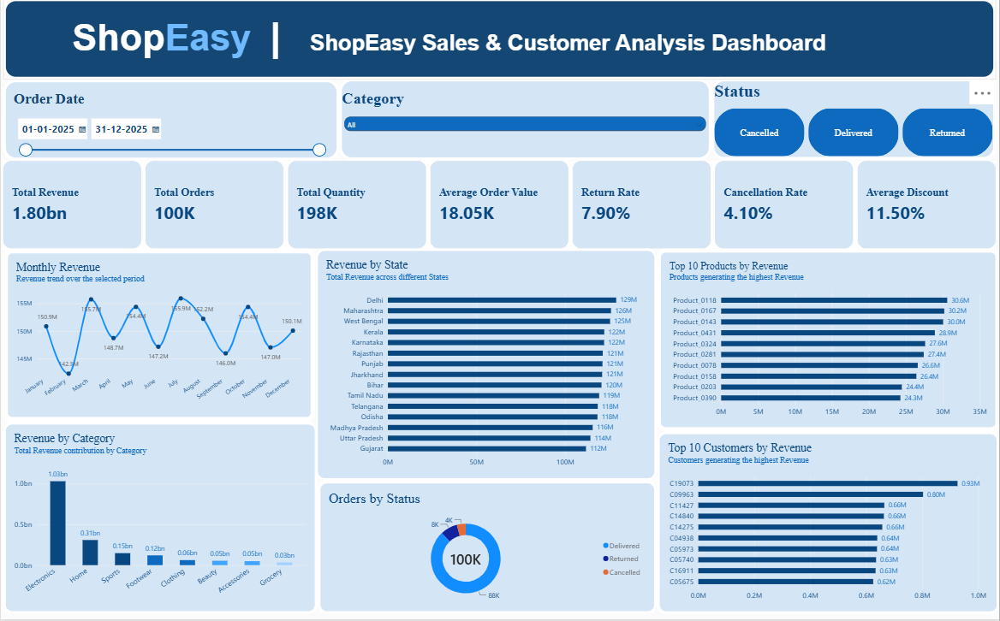 ShopEasy | ShopEasy Sales & Customer Analysis Dashboard
Order Date
01-01-2025 31-12-2025
Category
All
Status
Cancelled Delivered Returned
Total Revenue
1.80bn
Total Orders
100K
Total Quantity
198K
Average Order Value
18.05K
Return Rate
7.90%
Cancellation Rate
4.10%
Average Discount
11.50%
Monthly Revenue
Revenue trend over the selected period
155M
150M
145M
150.9M
142.3M
155.7M
148.7M
154.4M
147.2M
155.9M
152.2M
146.0M
154.4M
147.0M
150.1M
January
February
March
April
May
June
July
August
September
October
November
December
Revenue by State
Total Revenue across different States
Delhi 129M
Maharashtra 126M
West Bengal 125M
Kerala 122M
Karnataka 122M
Rajasthan 121M
Punjab 121M
Jharkhand 121M
Bihar 120M
Tamil Nadu 119M
Telangana 118M
Odisha 118M
Madhya Pradesh 116M
Uttar Pradesh 114M
Gujarat 112M
0M 50M 100M
Top 10 Products by Revenue
Products generating the highest Revenue
Product_0118 30.6M
Product_0167 30.2M
Product_0143 30.0M
Product_0431 28.9M
Product_0324 27.6M
Product_0281 27.4M
Product_0078 26.6M
Product_0158 26.4M
Product_0203 24.4M
Product_0390 24.3M
0M 5M 10M 15M 20M 25M 30M 35M
Revenue by Category
Total Revenue contribution by Category
1.0bn
0.5bn
0.0bn
1.03bn
0.31bn
0.15bn
0.12bn
0.06bn
0.05bn
0.05bn
0.03bn
Electronics
Home
Sports
Footwear
Clothing
Beauty
Accessories
Grocery
Orders by Status
4K
8K
100K
88K
Delivered
Returned
Cancelled
Top 10 Customers by Revenue
Customers generating the highest Revenue
C19073 0.93M
C09963 0.80M
C11427 0.66M
C14840 0.66M
C14275 0.66M
C04938 0.64M
C05973 0.64M
C05740 0.63M
C16911 0.63M
C05675 0.62M
0.0M 0.2M 0.4M 0.6M 0.8M 1.0M